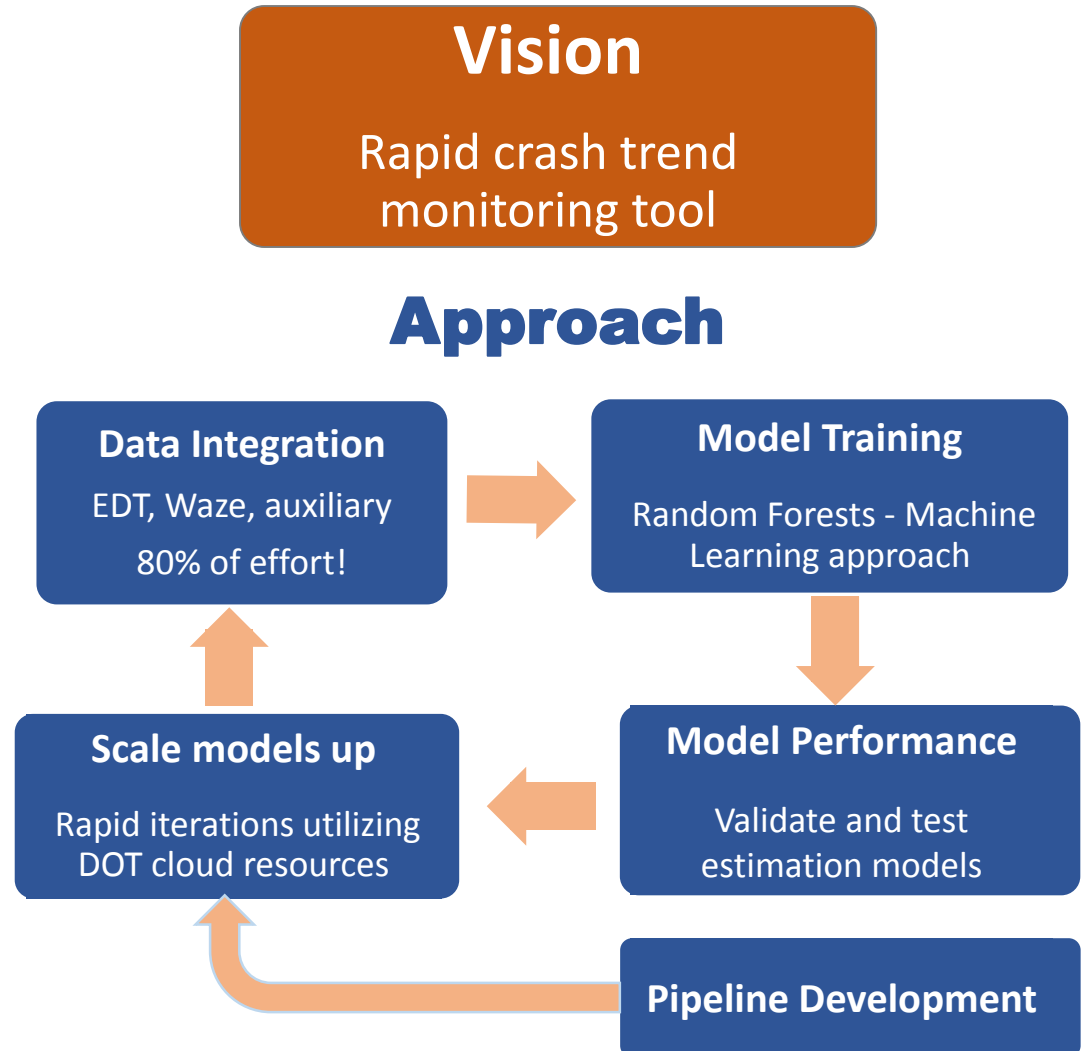 Vision
Rapid crash trend
monitoring tool
Approach
Data Integration
EDT, Waze, auxiliary
80% of effort!
Model Training
Random Forests - Machine
Learning approach
Scale models up
Rapid iterations utilizing
DOT cloud resources
Model Performance
Validate and test
estimation models
Pipeline Development